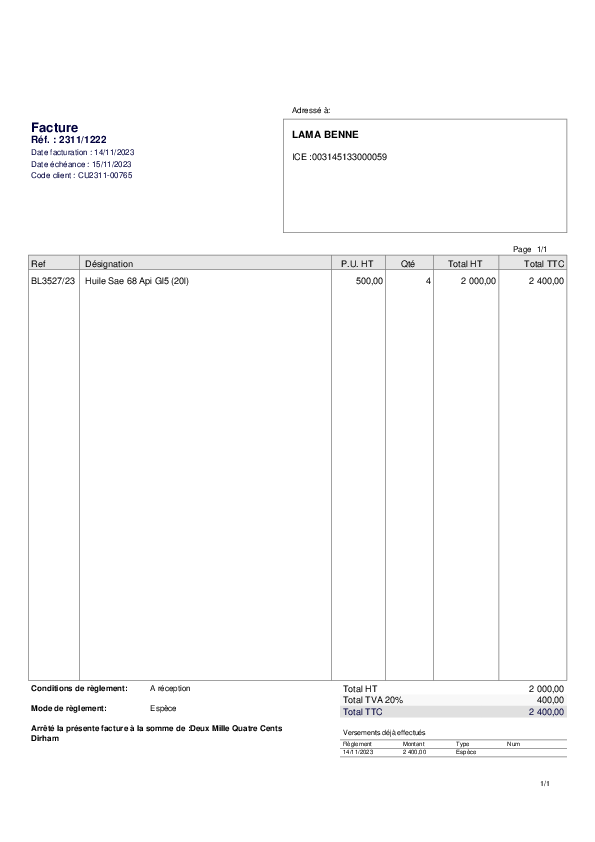 Adressé à:
Facture
Réf. : 2311/1222
Date facturation : 14/11/2023
Date échéance : 15/11/2023
Code client : CU2311-00765
LAMA BENNE
ICE :003145133000059
Page 1/1
Ref Désignation P.U. HT Qté Total HT Total TTC
BL3527/23 Huile Sae 68 Api Gl5 (20l) 500,00 4 2 000,00 2 400,00
Conditions de règlement: A réception
Mode de règlement: Espèce
Arrêté la présente facture à la somme de :Deux Mille Quatre Cents
Dirham
Total HT 2 000,00
Total TVA 20% 400,00
Total TTC 2 400,00
Versements déjà effectués
Règlement Montant Type Num
14/11/2023 2 400,00 Espèce
1/1